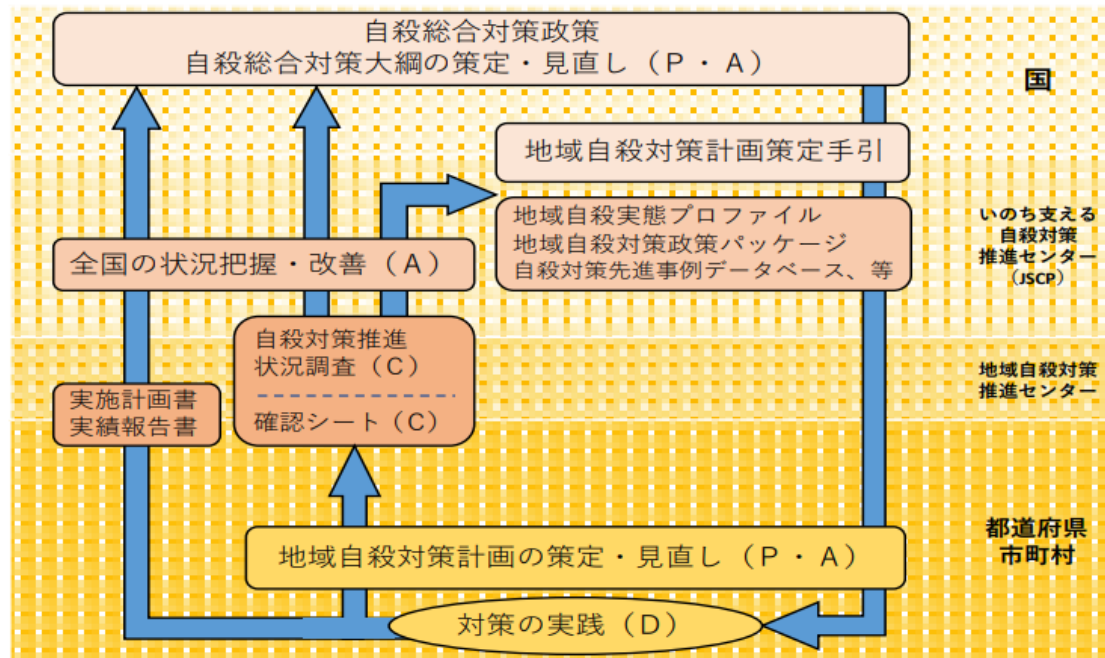 自殺総合対策政策
自殺総合対策大綱の策定・見直し（Ｐ・Ａ）
国
地域自殺対策計画策定手引
地域自殺実態プロファイル
地域自殺対策政策パッケージ
自殺対策先進事例データベース、等
いのち支える
自殺対策
推進センター
（JSCP）
全国の状況把握・改善（Ａ）
自殺対策推進
状況調査（Ｃ）
確認シート（Ｃ）
地域自殺対策
推進センター
実施計画書
実績報告書
地域自殺対策計画の策定・見直し（Ｐ・Ａ）
都道府県
市町村
対策の実践（Ｄ）